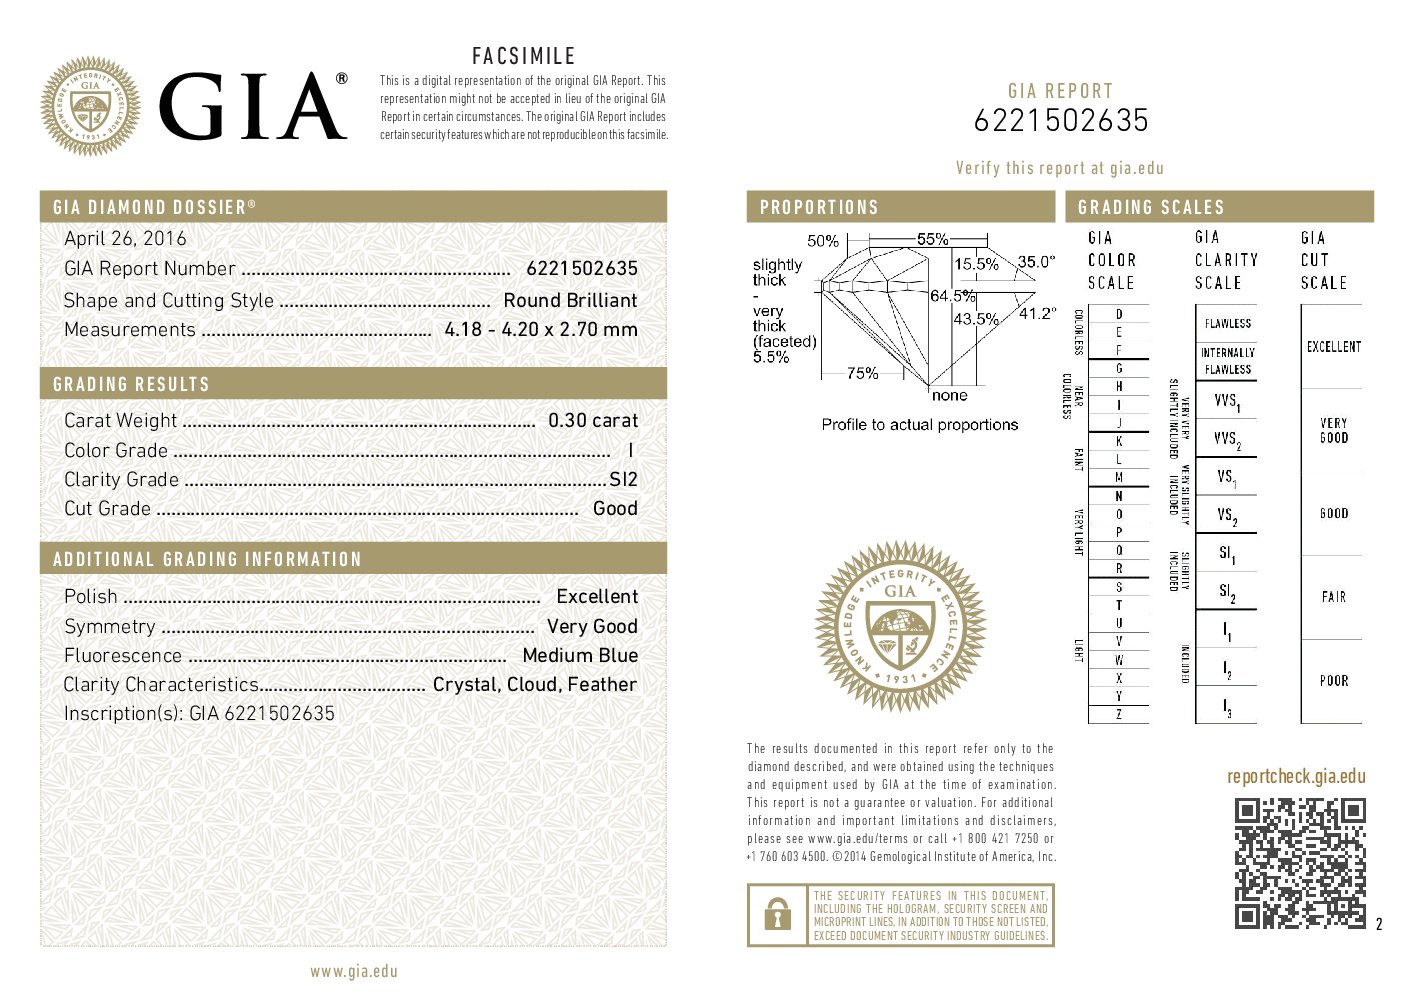 GIA®
FACSIMILE
This is a digital representation of the original GIA Report. This
representation might not be accepted in lieu of the original GIA
Report in certain circumstances. The original GIA Report includes
certain security features which are not reproducible on this facsimile.
KNOWLEDGE • INTEGRITY • EXCELLENCE • 1931 •
GIA
GIA DIAMOND DOSSIER®
April 26, 2016
GIA Report Number 6221502635
Shape and Cutting Style Round Brilliant
Measurements 4.18 - 4.20 x 2.70 mm
GRADING RESULTS
Carat Weight 0.30 carat
Color Grade I
Clarity Grade SI2
Cut Grade Good
ADDITIONAL GRADING INFORMATION
Polish Excellent
Symmetry Very Good
Fluorescence Medium Blue
Clarity Characteristics Crystal, Cloud, Feather
Inscription(s): GIA 6221502635
www.gia.edu
GIA REPORT
6221502635
Verify this report at gia.edu
PROPORTIONS
50%
55%
slightly
thick
-
very
thick
(faceted)
5.5%
15.5%
35.0°
64.5%
43.5%
41.2°
75%
none
Profile to actual proportions
KNOWLEDGE • INTEGRITY • EXCELLENCE • 1931 •
GIA
The results documented in this report refer only to the
diamond described, and were obtained using the techniques
and equipment used by GIA at the time of examination.
This report is not a guarantee or valuation. For additional
information and important limitations and disclaimers,
please see www.gia.edu/terms or call +1 800 421 7250 or
+1 760 603 4500. ©2014 Gemological Institute of America, Inc.
THE SECURITY FEATURES IN THIS DOCUMENT,
INCLUDING THE HOLOGRAM, SECURITY SCREEN AND
MICROPRINT LINES, IN ADDITION TO THOSE NOT LISTED,
EXCEED DOCUMENT SECURITY INDUSTRY GUIDELINES.
GRADING SCALES
GIA
COLOR
SCALE
COLORLESS
D
E
F
NEAR
COLORLESS
G
H
I
J
FAINT
K
L
M
VERY LIGHT
N
O
P
Q
R
LIGHT
S
T
U
V
W
X
Y
Z
GIA
CLARITY
SCALE
FLAWLESS
INTERNALLY
FLAWLESS
VERY VERY
SLIGHTLY INCLUDED
VVS1
VVS2
VERY SLIGHTLY
INCLUDED
VS1
VS2
SLIGHTLY
INCLUDED
SI1
SI2
INCLUDED
I1
I2
I3
GIA
CUT
SCALE
EXCELLENT
VERY
GOOD
GOOD
FAIR
POOR
reportcheck.gia.edu
2